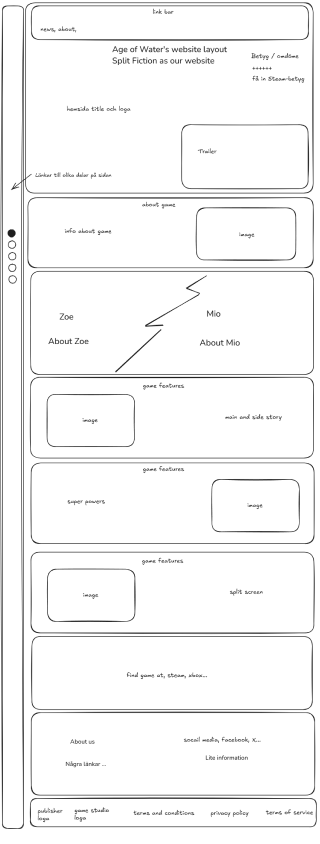 link bar
news, about,
Age of Water's website layout
Split Fiction as our website
Betyg / omdöme
++++++
få in Steam-betyg
hemsida title och logo
Trailer
Länkar till olika delar på sidan
about game
info about game
image
Zoe
Mio
About Zoe
About Mio
game features
image
main and side story
game features
super powers
image
game features
image
split screen
find game at, steam, xbox...
About us
socail media, facebook, X...
Lite information
Några länkar ...
publisher
logo
game studio
logo
terms and conditions
privacy policy
terms of service